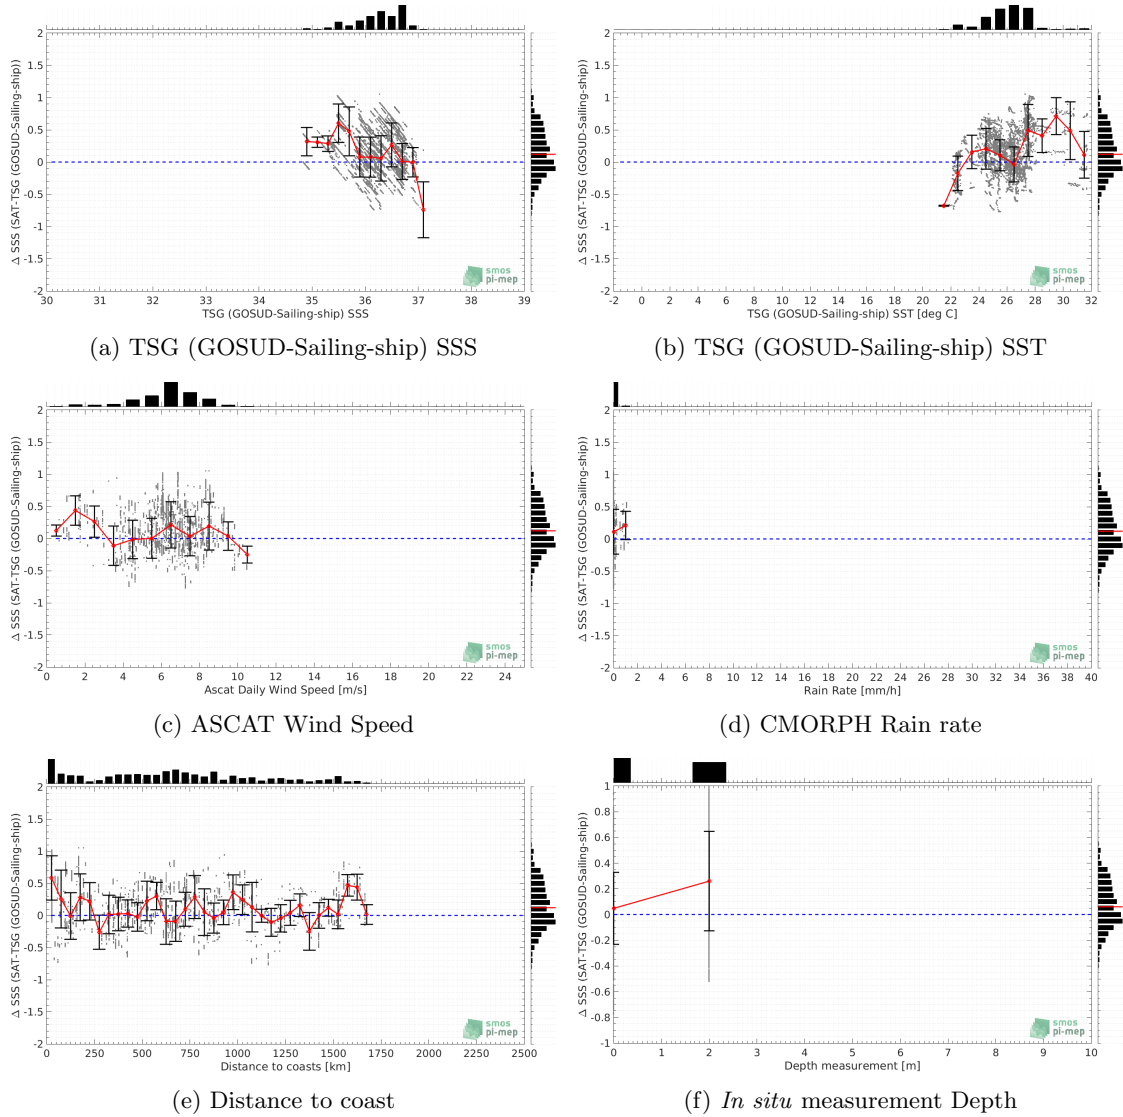 2
1.5
1
0.5
0
-0.5
-1
-1.5
-2
Δ SSS (SAT-TSG (GOSUD-Sailing-ship))
30 31 32 33 34 35 36 37 38 39
TSG (GOSUD-Sailing-ship) SSS
smos
pi-mep
(a) TSG (GOSUD-Sailing-ship) SSS
2
1.5
1
0.5
0
-0.5
-1
-1.5
-2
Δ SSS (SAT-TSG (GOSUD-Sailing-ship))
-2 0 2 4 6 8 10 12 14 16 18 20 22 24 26 28 30 32
TSG (GOSUD-Sailing-ship) SST [deg C]
smos
pi-mep
(b) TSG (GOSUD-Sailing-ship) SST
2
1.5
1
0.5
0
-0.5
-1
-1.5
-2
Δ SSS (SAT-TSG (GOSUD-Sailing-ship))
0 2 4 6 8 10 12 14 16 18 20 22 24
Ascat Daily Wind Speed [m/s]
smos
pi-mep
(c) ASCAT Wind Speed
2
1.5
1
0.5
0
-0.5
-1
-1.5
-2
Δ SSS (SAT-TSG (GOSUD-Sailing-ship))
0 2 4 6 8 10 12 14 16 18 20 22 24 26 28 30 32 34 36 38 40
Rain Rate [mm/h]
smos
pi-mep
(d) CMORPH Rain rate
2
1.5
1
0.5
0
-0.5
-1
-1.5
-2
Δ SSS (SAT-TSG (GOSUD-Sailing-ship))
0 250 500 750 1000 1250 1500 1750 2000 2250 2500
Distance to coasts [km]
smos
pi-mep
(e) Distance to coast
1
0.8
0.6
0.4
0.2
0
-0.2
-0.4
-0.6
-0.8
-1
Δ SSS (SAT-TSG (GOSUD-Sailing-ship))
0 1 2 3 4 5 6 7 8 9 10
Depth measurement [m]
smos
pi-mep
(f) In situ measurement Depth